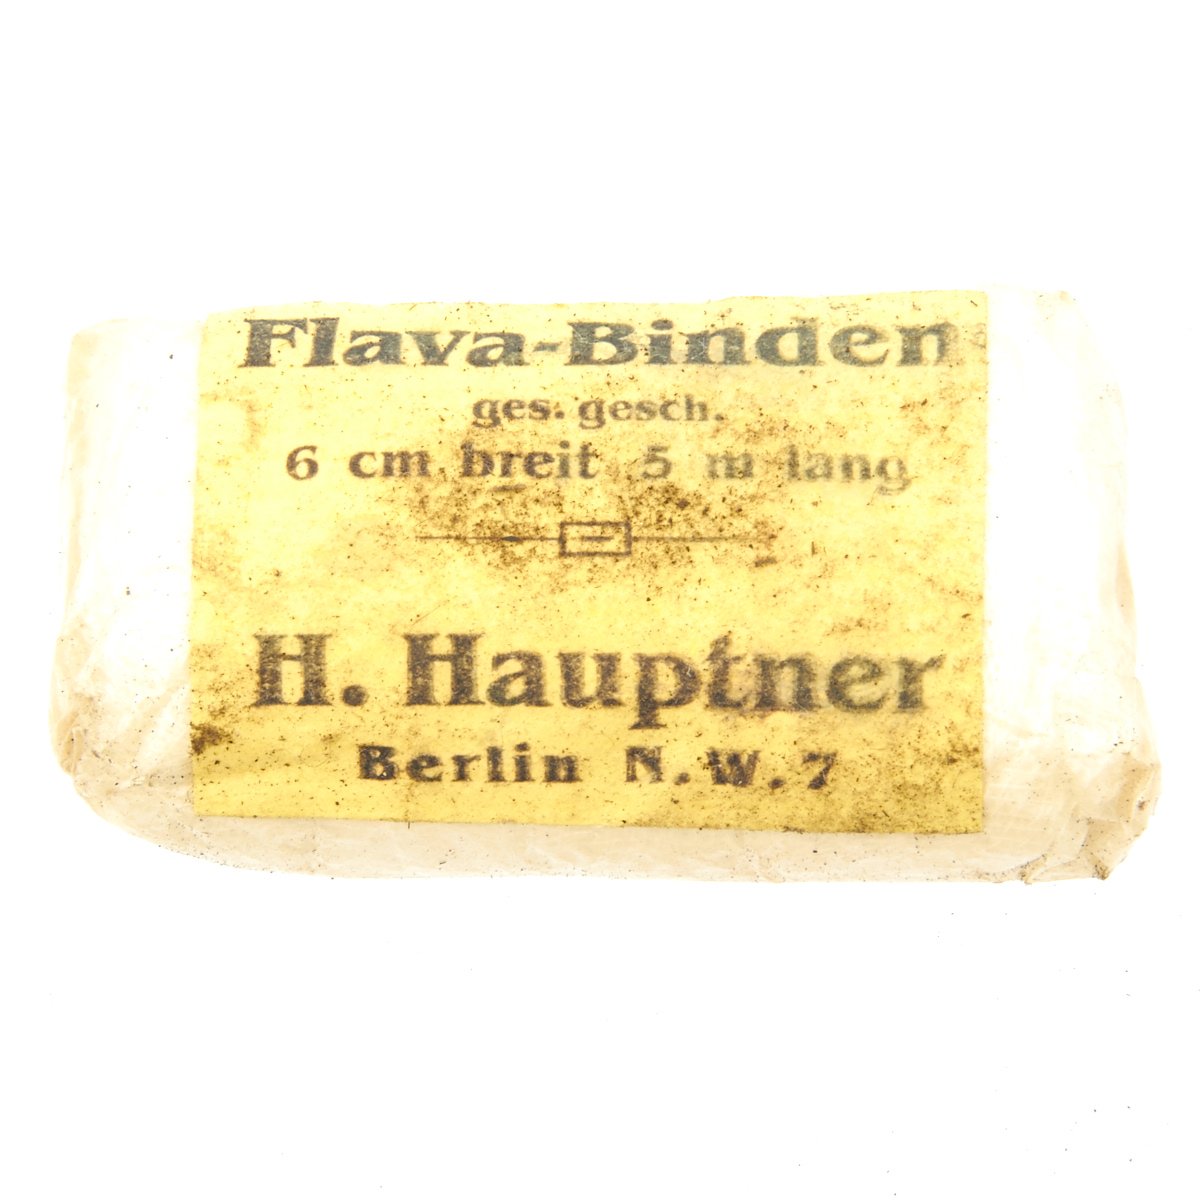 Flava-Binden
ges. gesch.
6 cm breit 5 m lang
H. Hauptner
Berlin N.W.7